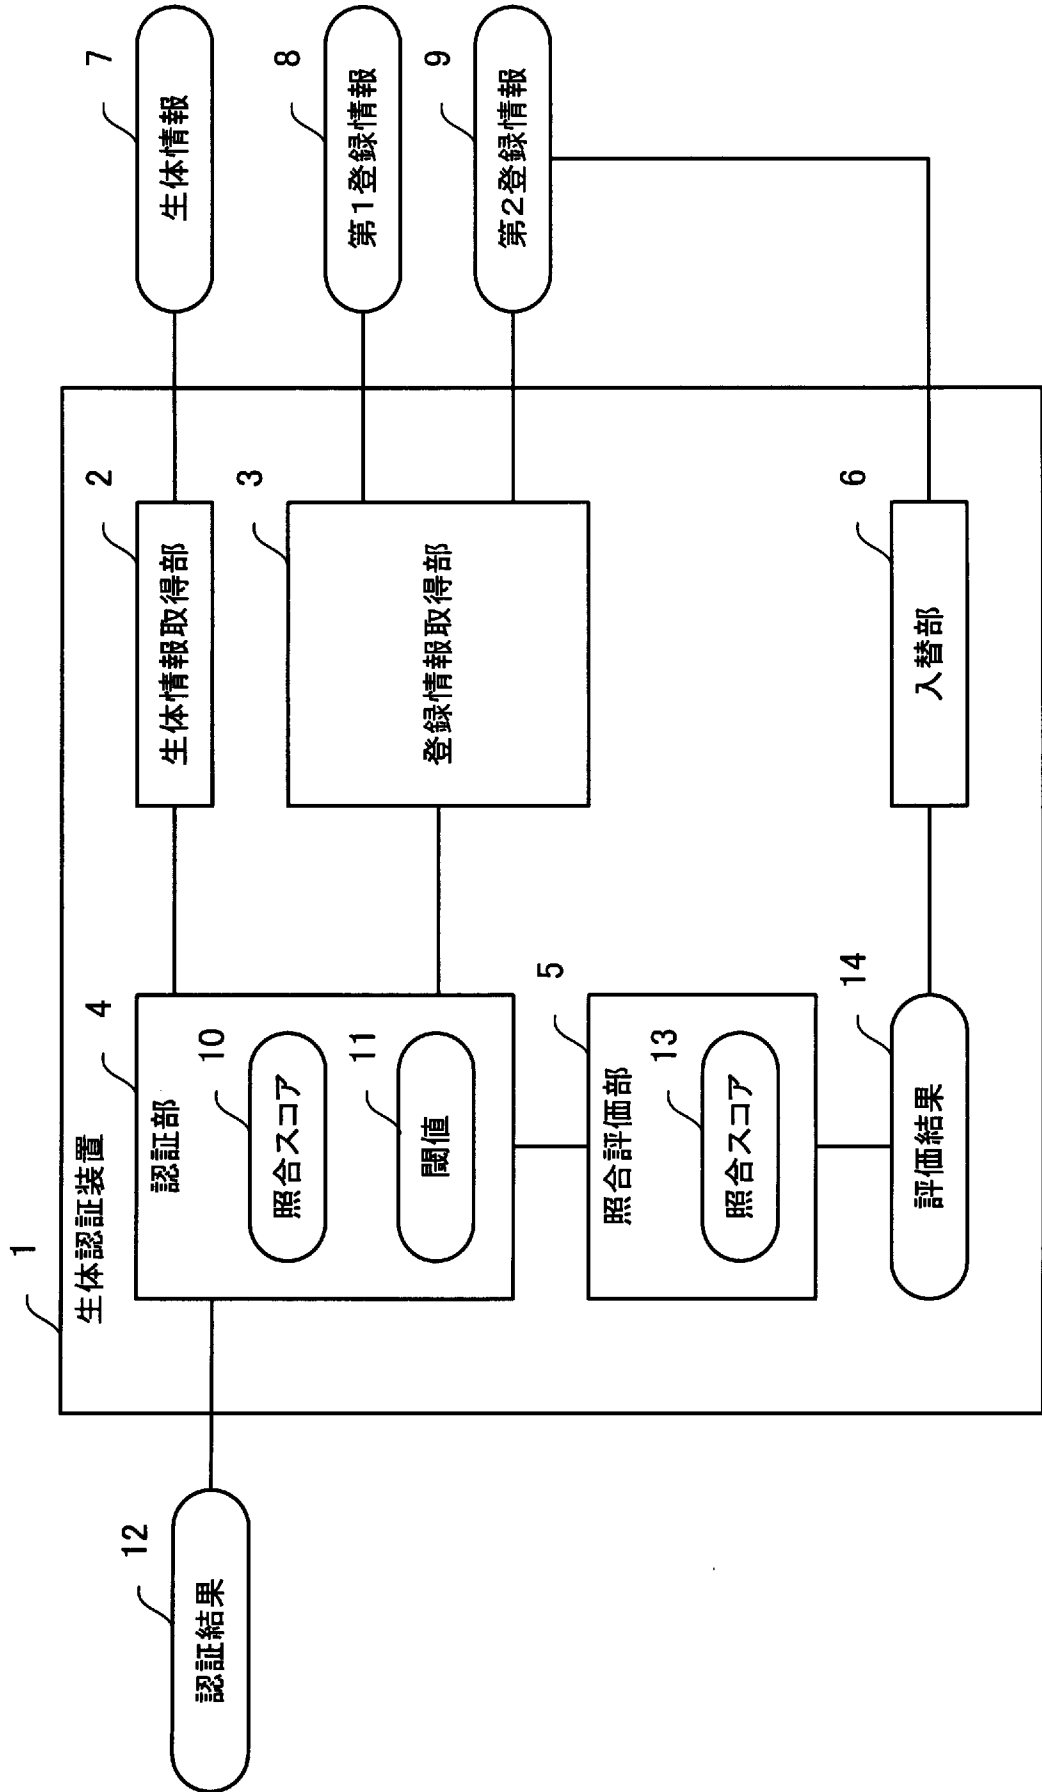 1
生体認証装置
12
認証結果
4
認証部
10
照合スコア
11
閾値
5
照合評価部
13
照合スコア
14
評価結果
2
生体情報取得部
3
登録情報取得部
6
入替部
7
生体情報
8
第1登録情報
9
第2登録情報